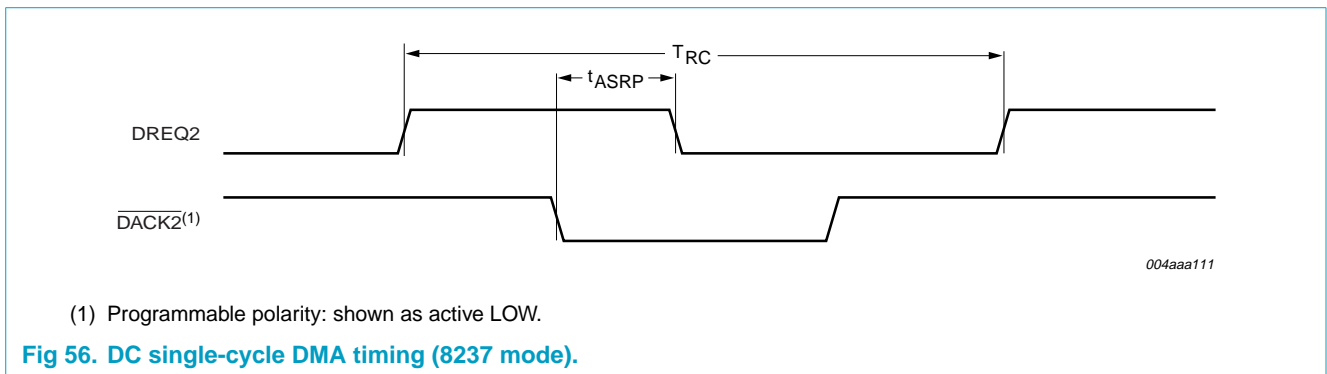 TRC
tASRP
DREQ2
DACK2(1)
004aaa111
(1) Programmable polarity: shown as active LOW.
Fig 56. DC single-cycle DMA timing (8237 mode).